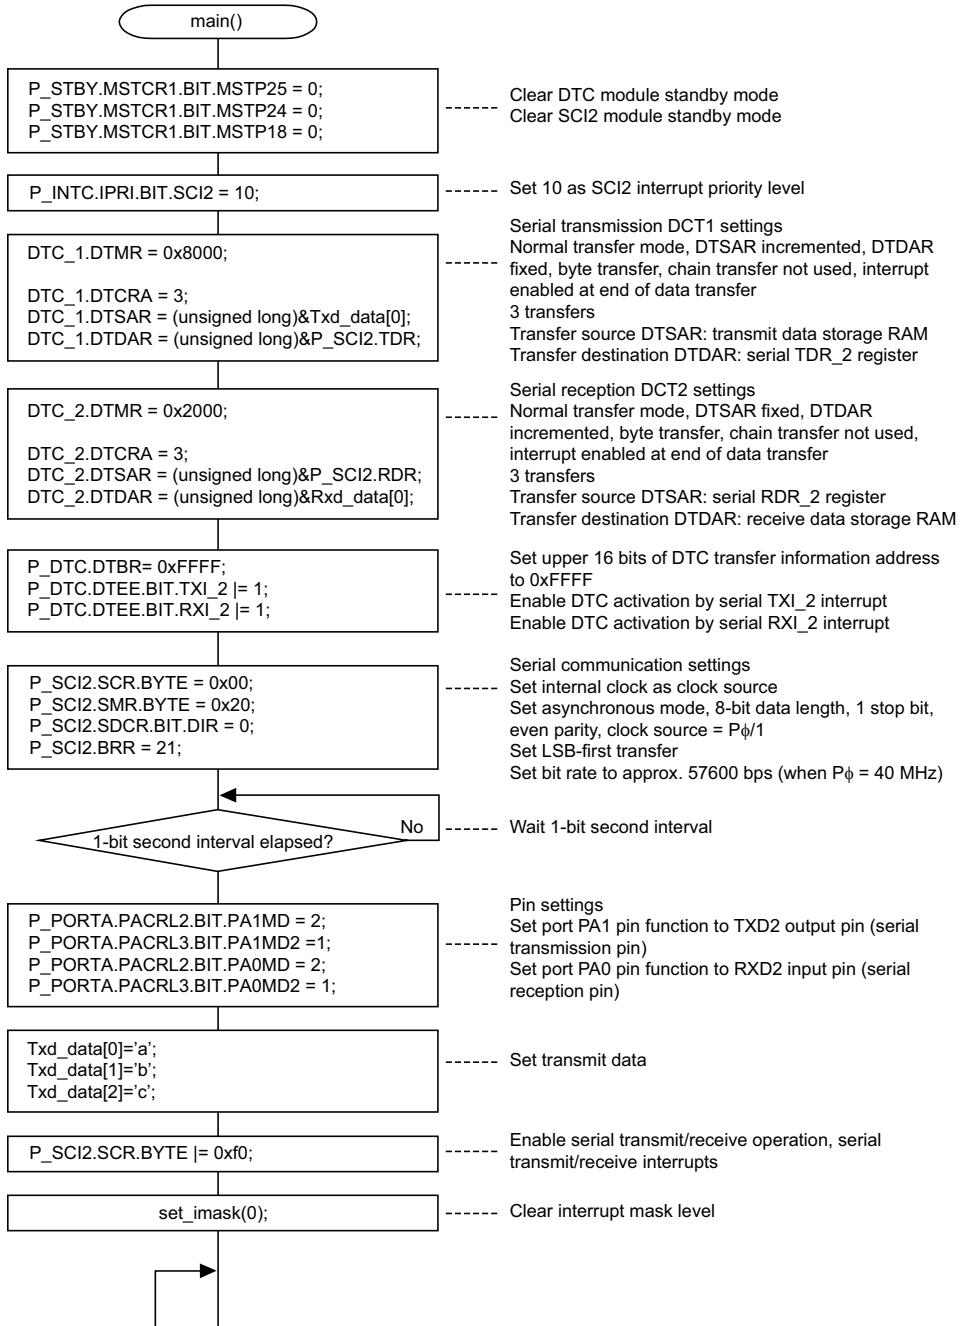 main()
P_STBY.MSTCR1.BIT.MSTP25 = 0;
P_STBY.MSTCR1.BIT.MSTP24 = 0;
P_STBY.MSTCR1.BIT.MSTP18 = 0;
Clear DTC module standby mode
Clear SCI2 module standby mode
P_INTC.IPRI.BIT.SCI2 = 10;
Set 10 as SCI2 interrupt priority level
DTC_1.DTMR = 0x8000;
DTC_1.DTCRA = 3;
DTC_1.DTSAR = (unsigned long)&Txd_data[0];
DTC_1.DTDAR = (unsigned long)&P_SCI2.TDR;
Serial transmission DCT1 settings
Normal transfer mode, DTSAR incremented, DTDAR
fixed, byte transfer, chain transfer not used, interrupt
enabled at end of data transfer
3 transfers
Transfer source DTSAR: transmit data storage RAM
Transfer destination DTDAR: serial TDR_2 register
DTC_2.DTMR = 0x2000;
DTC_2.DTCRA = 3;
DTC_2.DTSAR = (unsigned long)&P_SCI2.RDR;
DTC_2.DTDAR = (unsigned long)&Rxd_data[0];
Serial reception DCT2 settings
Normal transfer mode, DTSAR fixed, DTDAR
incremented, byte transfer, chain transfer not used,
interrupt enabled at end of data transfer
3 transfers
Transfer source DTSAR: serial RDR_2 register
Transfer destination DTDAR: receive data storage RAM
P_DTC.DTBR= 0xFFFF;
P_DTC.DTEE.BIT.TXI_2 |= 1;
P_DTC.DTEE.BIT.RXI_2 |= 1;
Set upper 16 bits of DTC transfer information address
to 0xFFFF
Enable DTC activation by serial TXI_2 interrupt
Enable DTC activation by serial RXI_2 interrupt
P_SCI2.SCR.BYTE = 0x00;
P_SCI2.SMR.BYTE = 0x20;
P_SCI2.SDCR.BIT.DIR = 0;
P_SCI2.BRR = 21;
Serial communication settings
Set internal clock as clock source
Set asynchronous mode, 8-bit data length, 1 stop bit,
even parity, clock source = Pϕ/1
Set LSB-first transfer
Set bit rate to approx. 57600 bps (when Pϕ = 40 MHz)
1-bit second interval elapsed?
No
Wait 1-bit second interval
P_PORTA.PACRL2.BIT.PA1MD = 2;
P_PORTA.PACRL3.BIT.PA1MD2 =1;
P_PORTA.PACRL2.BIT.PA0MD = 2;
P_PORTA.PACRL3.BIT.PA0MD2 = 1;
Pin settings
Set port PA1 pin function to TXD2 output pin (serial
transmission pin)
Set port PA0 pin function to RXD2 input pin (serial
reception pin)
Txd_data[0]=’a’;
Txd_data[1]=’b’;
Txd_data[2]=’c’;
Set transmit data
P_SCI2.SCR.BYTE |= 0xf0;
Enable serial transmit/receive operation, serial
transmit/receive interrupts
set_imask(0);
Clear interrupt mask level